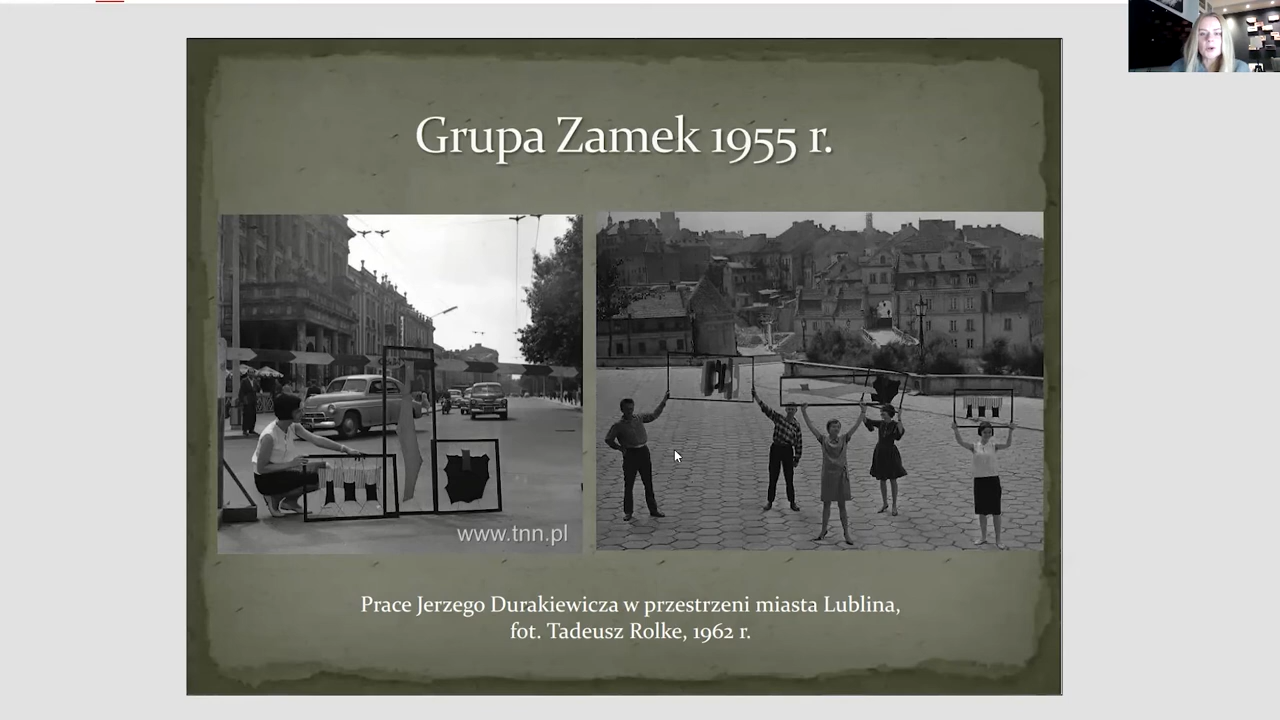 Grupa Zamek 1955 r.
www.tnn.pl
Prace Jerzego Durakiewicza w przestrzeni miasta Lublina,
fot. Tadeusz Rolke, 1962 r.